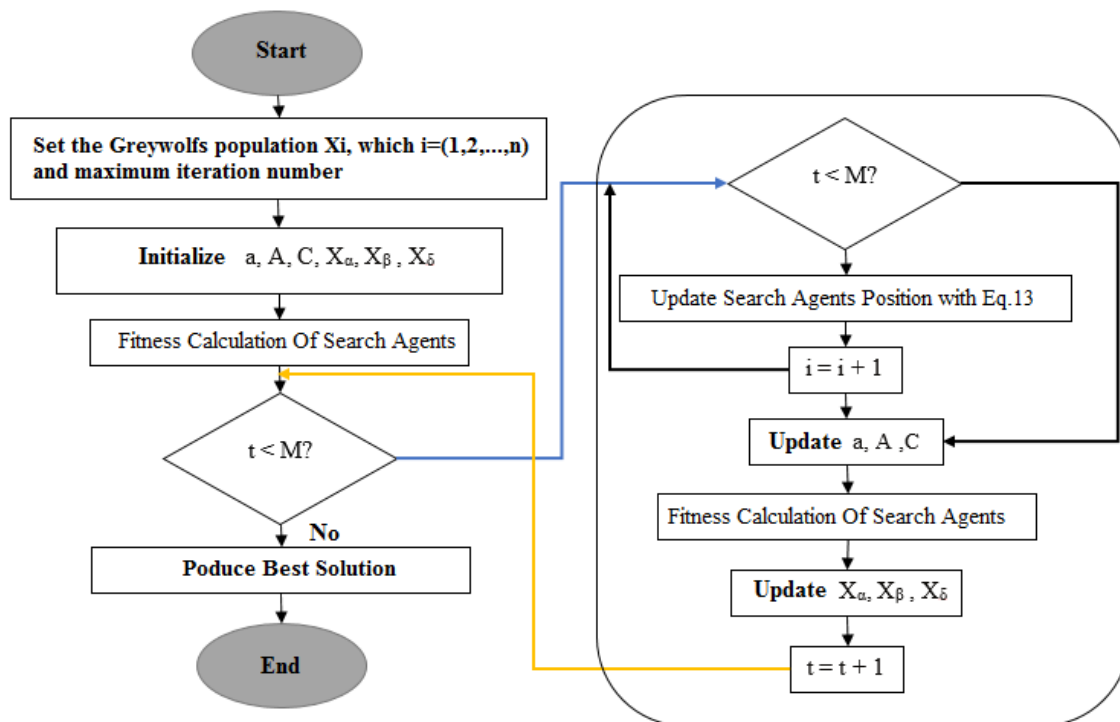 Start
Set the Greywolfs population Xi, which i=(1,2,...,n)
and maximum iteration number
Initialize a, A, C, Xα, Xβ , Xδ
Fitness Calculation Of Search Agents
t < M?
No
Poduce Best Solution
End
t < M?
Update Search Agents Position with Eq.13
i = i + 1
Update a, A ,C
Fitness Calculation Of Search Agents
Update Xα, Xβ , Xδ
t = t + 1